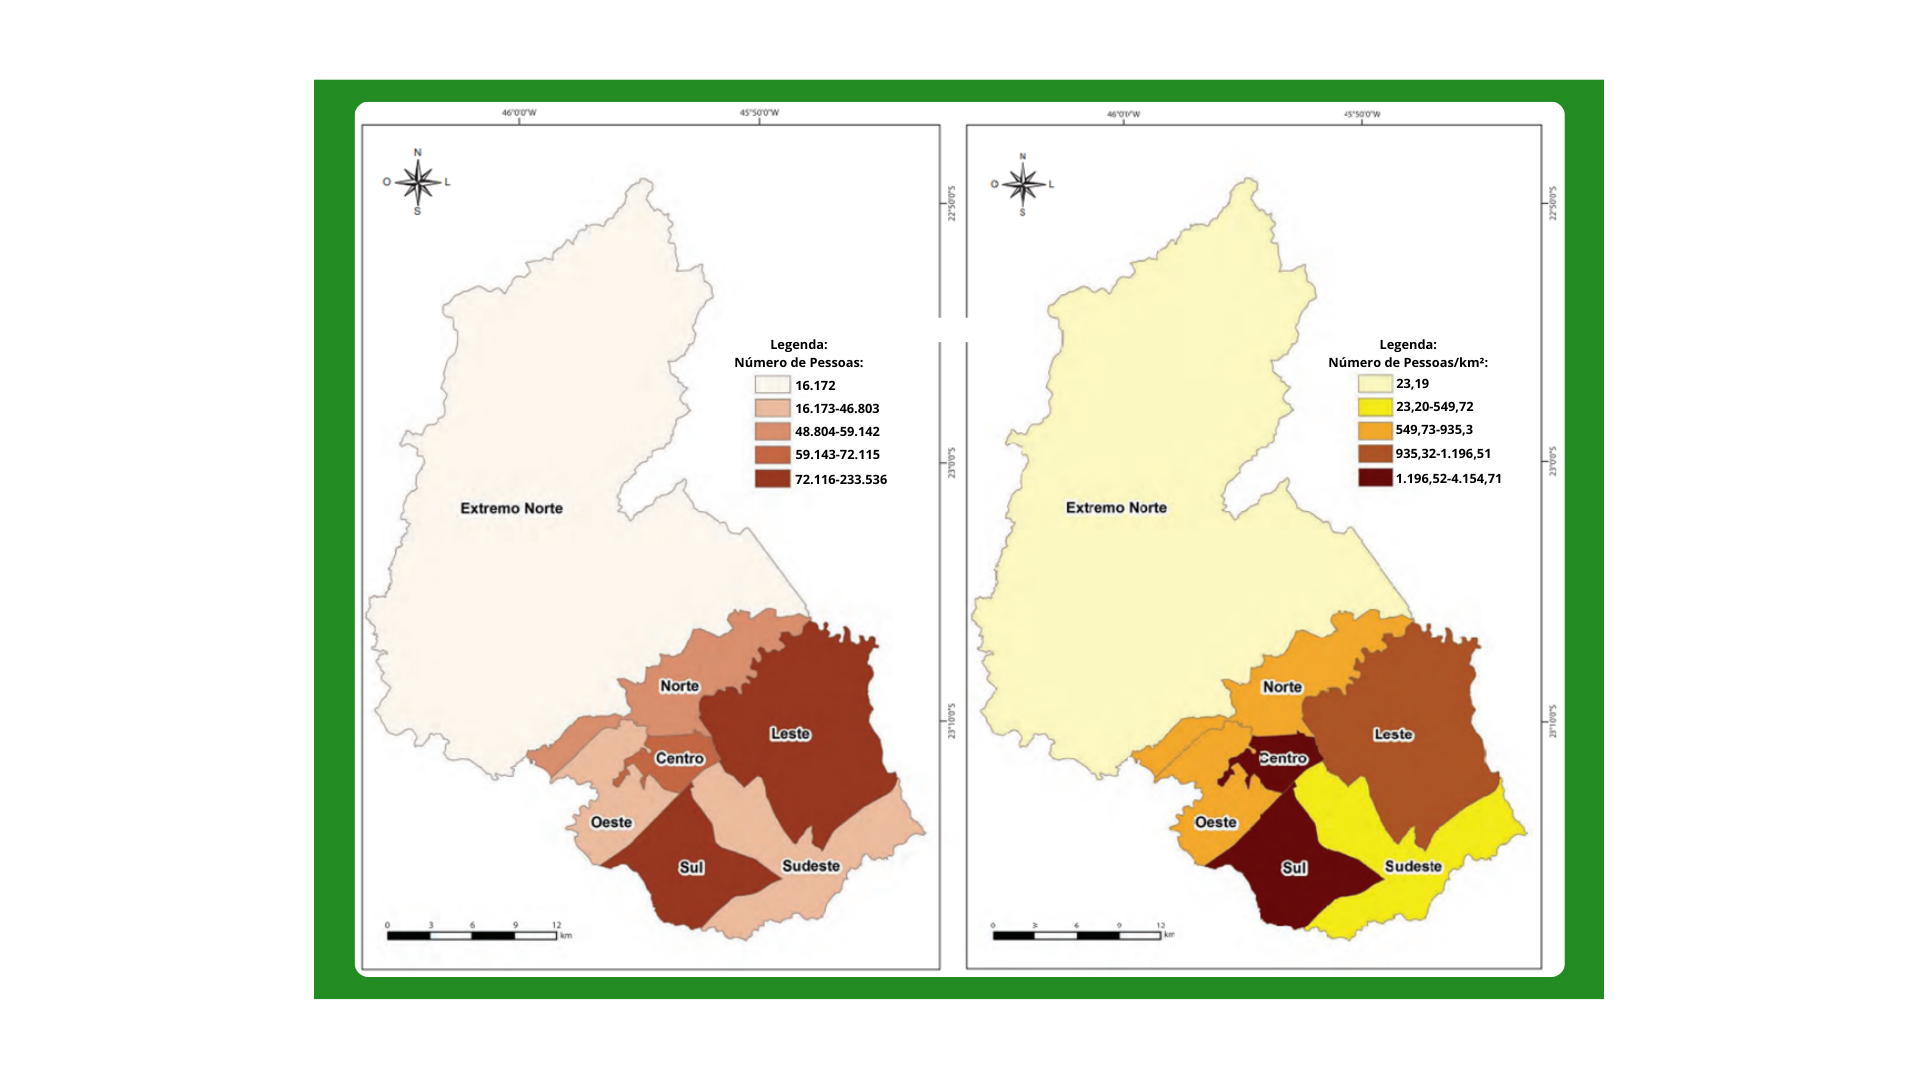 46°0'0"W
45°50'0"W
N
O
L
S
22°50'0"S
Legenda:
Número de Pessoas:
16.172
16.173-46.803
48.804-59.142
59.143-72.115
72.116-233.536
23°0'0"S
Extremo Norte
Norte
23°10'0"S
Leste
Centro
Oeste
Sul
Sudeste
0 3 6 9 12
km
46°0'0"W
45°50'0"W
N
O
L
S
22°50'0"S
Legenda:
Número de Pessoas/km²:
23,19
23,20-549,72
549,73-935,3
935,32-1.196,51
1.196,52-4.154,71
23°0'0"S
Extremo Norte
Norte
23°10'0"S
Leste
Centro
Oeste
Sul
Sudeste
0 3 6 9 12
km